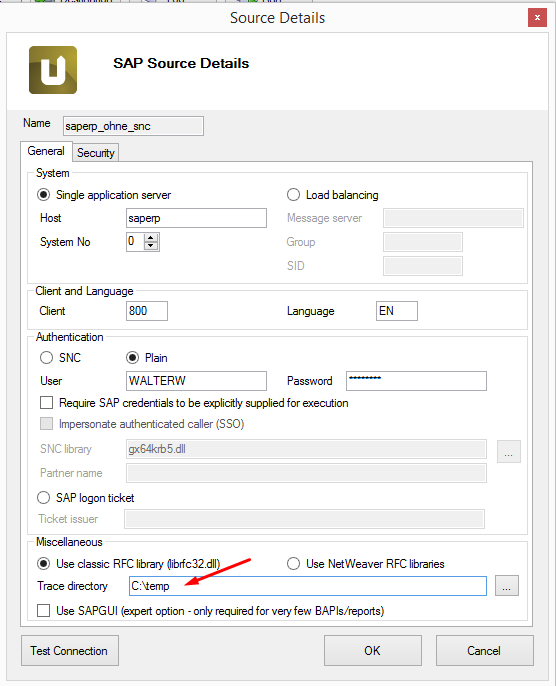 Source Details
x
SAP Source Details
Name saperp_ohne_snc
General Security
System
Single application server Load balancing
Host saperp Message server
System No 0 Group
SID
Client and Language
Client 800 Language EN
Authentication
SNC Plain
User WALTERW Password ********
Require SAP credentials to be explicitly supplied for execution
Impersonate authenticated caller (SSO)
SNC library gx64krb5.dll ...
Partner name
SAP logon ticket
Ticket issuer
Miscellaneous
Use classic RFC library (librfc32.dll) Use NetWeaver RFC libraries
Trace directory C:\temp ...
Use SAPGUI (expert option - only required for very few BAPIs/reports)
Test Connection OK Cancel